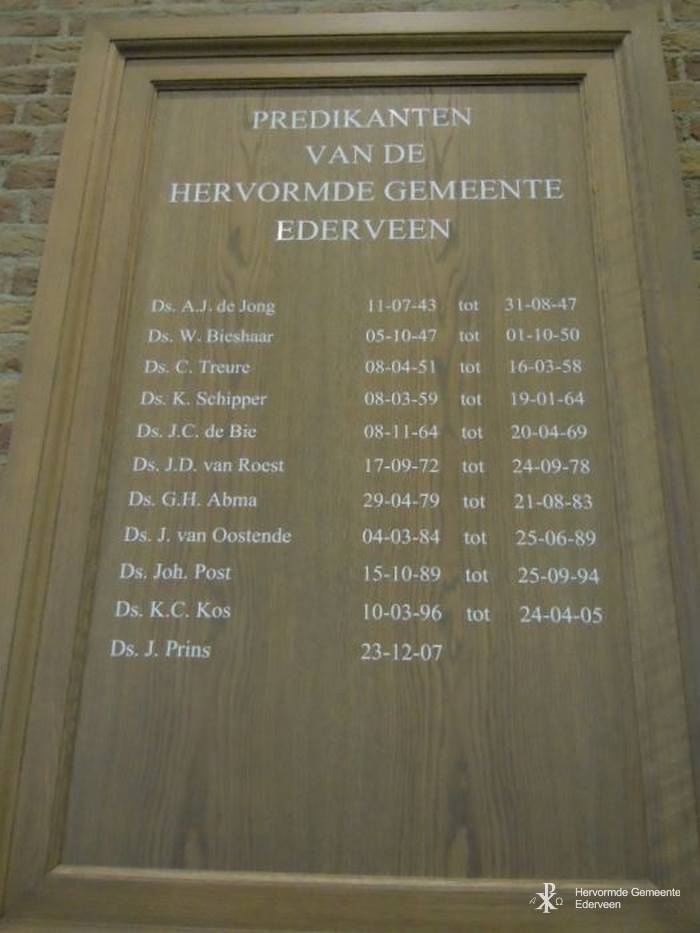 PREDIKANTEN
VAN DE
HERVORMDE GEMEENTE
EDERVEEN
Ds. A.J. de Jong 11-07-43 tot 31-08-47
Ds. W. Bieshaar 05-10-47 tot 01-10-50
Ds. C. Treure 08-04-51 tot 16-03-58
Ds. K. Schipper 08-03-59 tot 19-01-64
Ds. J.C. de Bie 08-11-64 tot 20-04-69
Ds. J.D. van Roest 17-09-72 tot 24-09-78
Ds. G.H. Abma 29-04-79 tot 21-08-83
Ds. J. van Oostende 04-03-84 tot 25-06-89
Ds. Joh. Post 15-10-89 tot 25-09-94
Ds. K.C. Kos 10-03-96 tot 24-04-05
Ds. J. Prins 23-12-07
Hervormde Gemeente
Ederveen